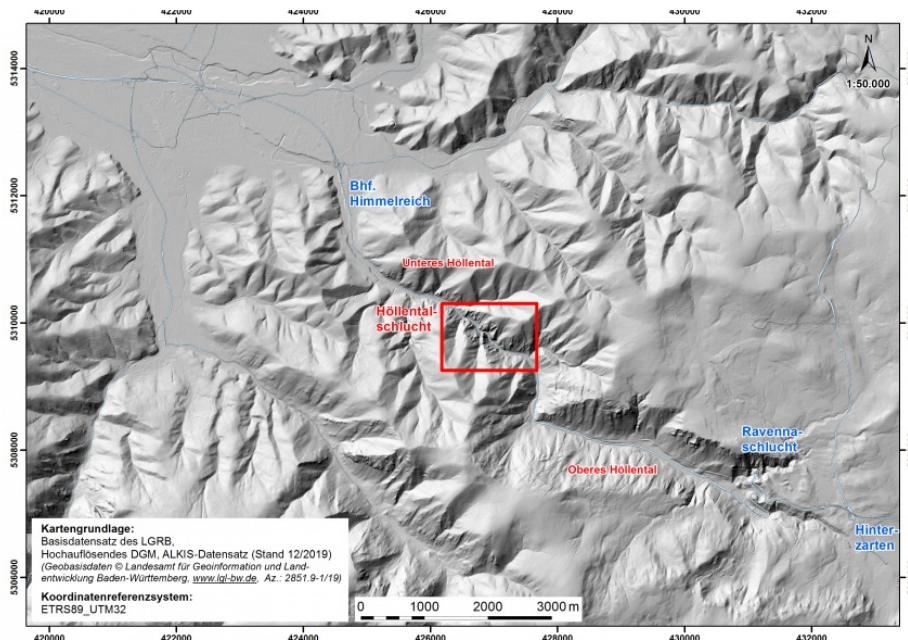 420000 422000 424000 426000 428000 430000 432000
N
1:50.000
5314000
5312000
5310000
5308000
5306000
Bhf.
Himmelreich
Unteres Höllental
Höllental-
schlucht
Ravenna-
schlucht
Oberes Höllental
Hinter-
zarten
Kartengrundlage:
Basisdatensatz des LGRB,
Hochauflösendes DGM, ALKIS-Datensatz (Stand 12/2019)
(Geobasisdaten © Landesamt für Geoinformation und Land-
entwicklung Baden-Württemberg, www.lgl-bw.de, Az.: 2851.9-1/19)
Koordinatenreferenzsystem:
ETRS89_UTM32
0 1000 2000 3000 m
420000 422000 424000 426000 428000 430000 432000